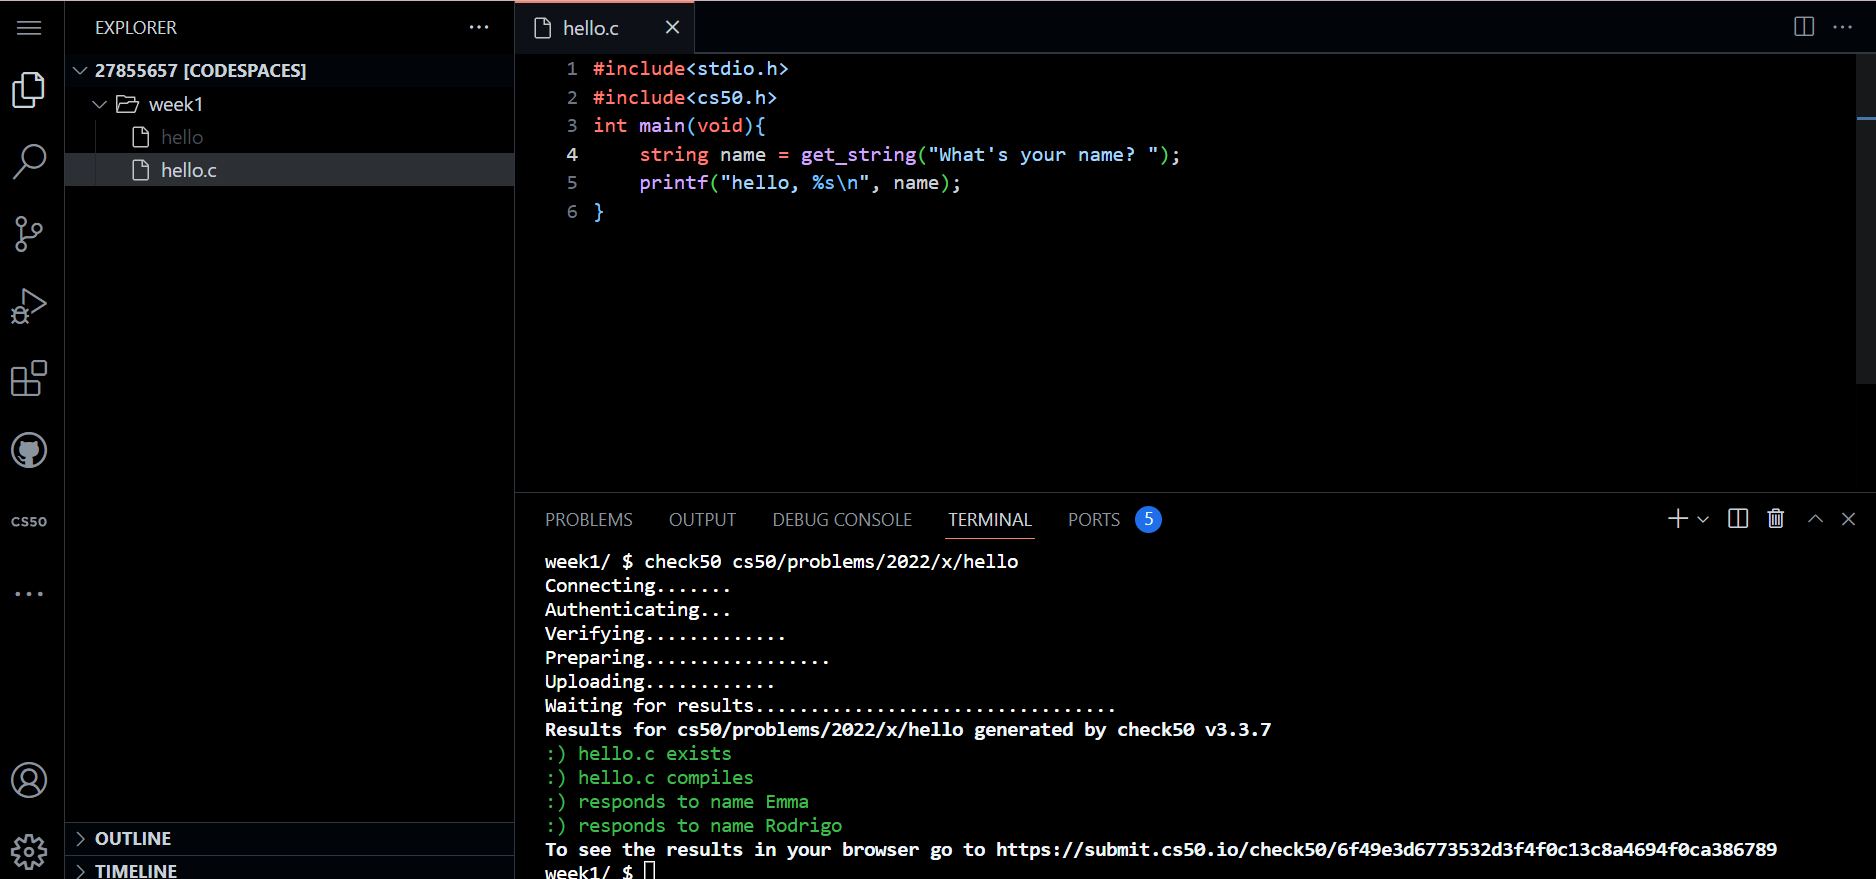 EXPLORER
27855657 [CODESPACES]
week1
hello
hello.c
CS50
OUTLINE
TIMELINE
hello.c
1 #include<stdio.h>
2 #include<cs50.h>
3 int main(void){
4 string name = get_string("What's your name? ");
5 printf("hello, %s\n", name);
6 }
PROBLEMS OUTPUT DEBUG CONSOLE TERMINAL PORTS 5
week1/ $ check50 cs50/problems/2022/x/hello
Connecting.......
Authenticating...
Verifying.............
Preparing.................
Uploading............
Waiting for results.................................
Results for cs50/problems/2022/x/hello generated by check50 v3.3.7
:) hello.c exists
:) hello.c compiles
:) responds to name Emma
:) responds to name Rodrigo
To see the results in your browser go to https://submit.cs50.io/check50/6f49e3d6773532d3f4f0c13c8a4694f0ca386789
week1/ $